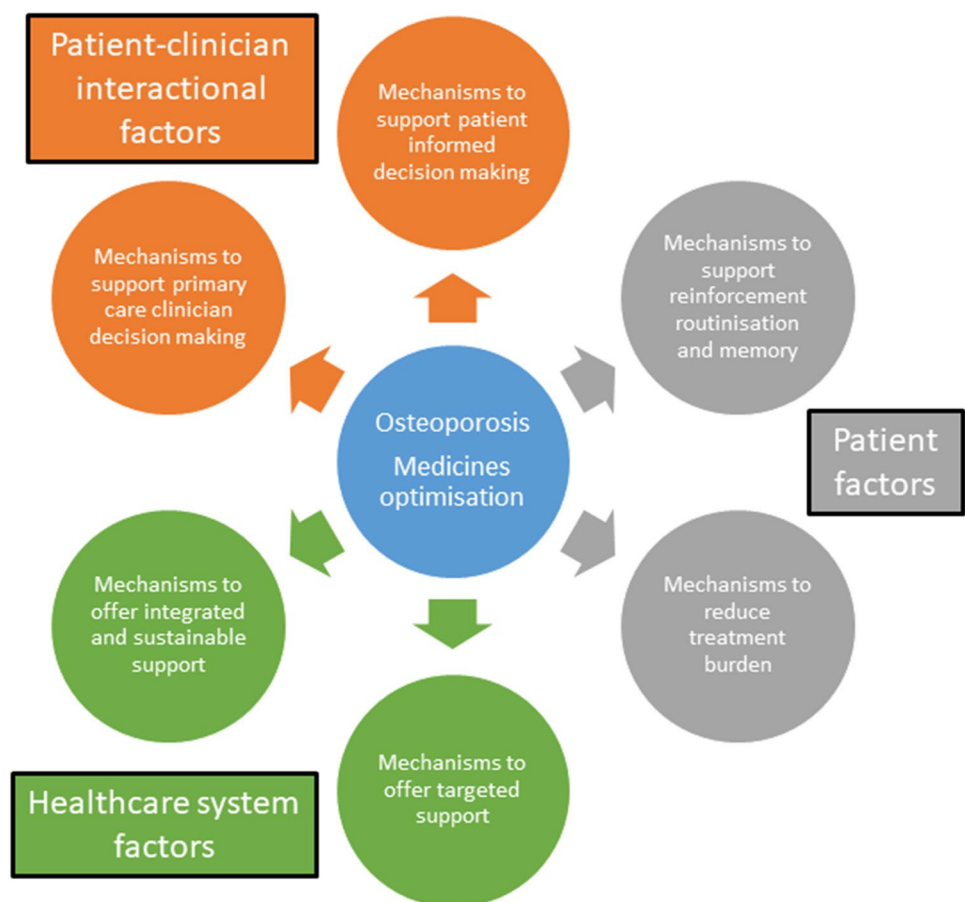 Patient-clinician
interactional
factors
Mechanisms to
support patient
informed
decision making
Mechanisms to
support primary
care clinician
decision making
Mechanisms to
support
reinforcement
routinisation
and memory
Osteoporosis
Medicines
optimisation
Patient
factors
Mechanisms to
offer integrated
and sustainable
support
Mechanisms to
reduce
treatment
burden
Mechanisms to
offer targeted
support
Healthcare system
factors